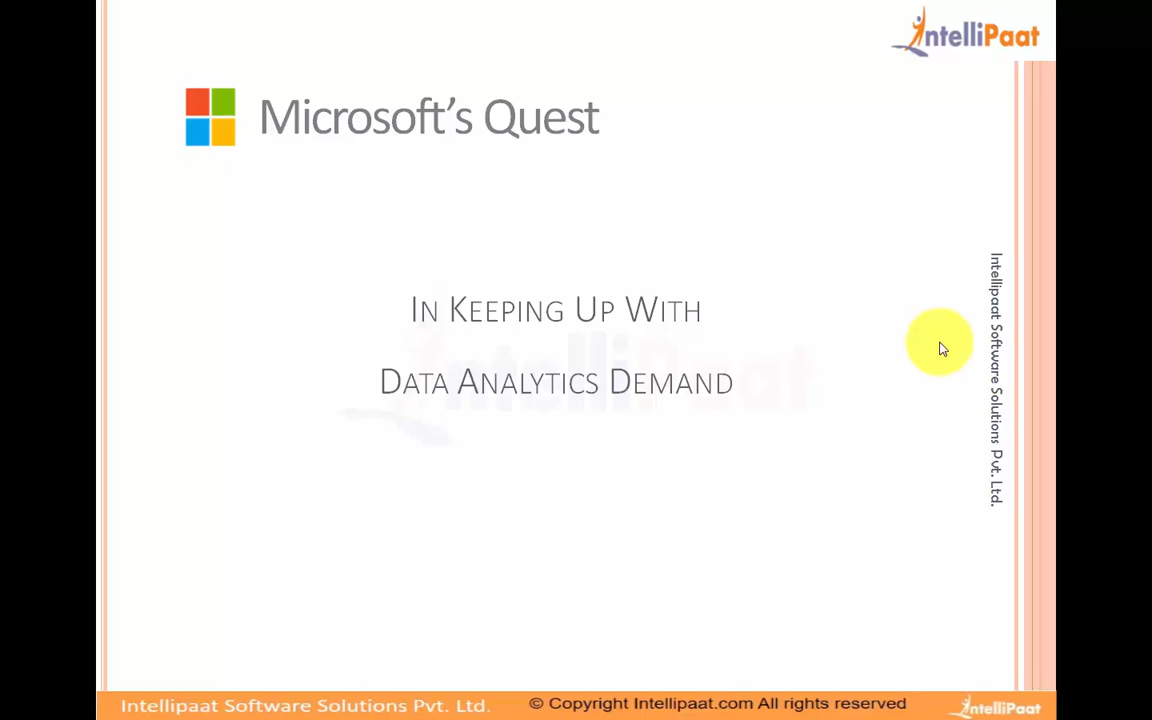 IntelliPaat
Microsoft's Quest
IN KEEPING UP WITH
DATA ANALYTICS DEMAND
IntelliPaat
Intellipaat Software Solutions Pvt. Ltd.
Intellipaat Software Solutions Pvt. Ltd.
© Copyright Intellipaat.com All rights reserved
IntelliPaat